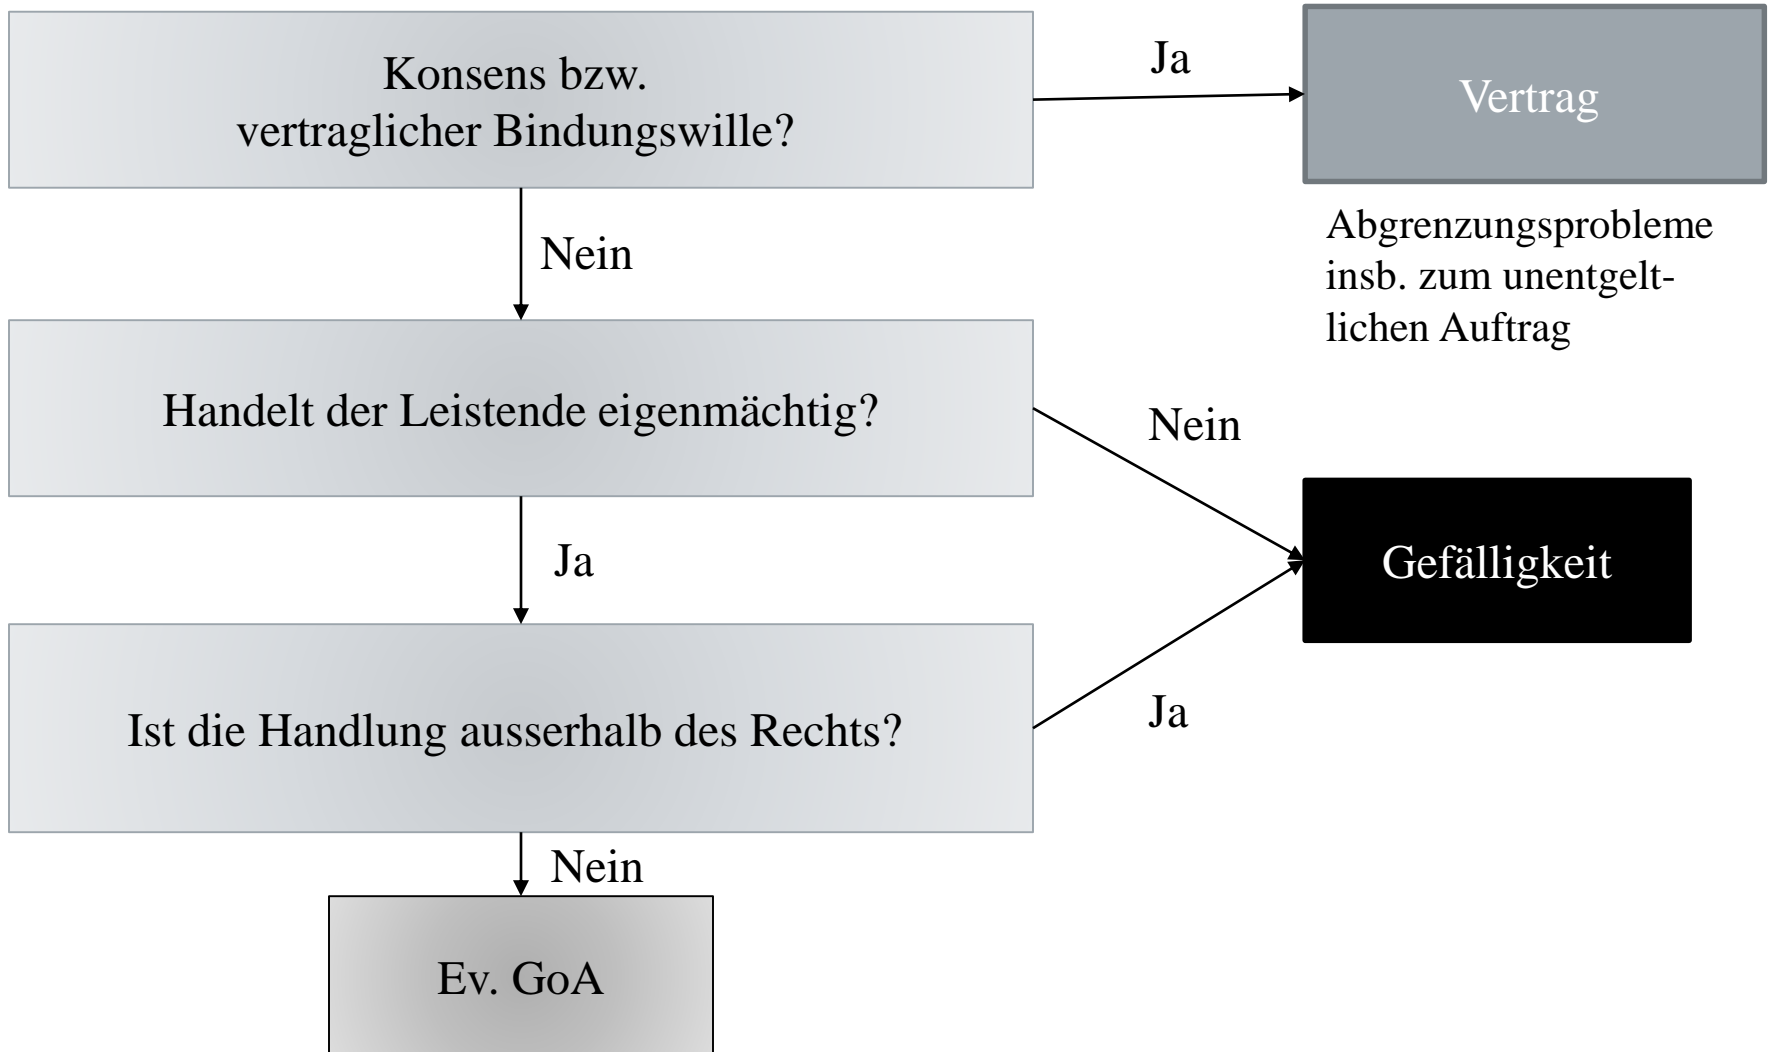 Konsens bzw.
vertraglicher Bindungswille?
Ja
Vertrag
Abgrenzungsprobleme
insb. zum unentgelt-
lichen Auftrag
Nein
Handelt der Leistende eigenmächtig?
Nein
Gefälligkeit
Ja
Ist die Handlung ausserhalb des Rechts?
Ja
Nein
Ev. GoA